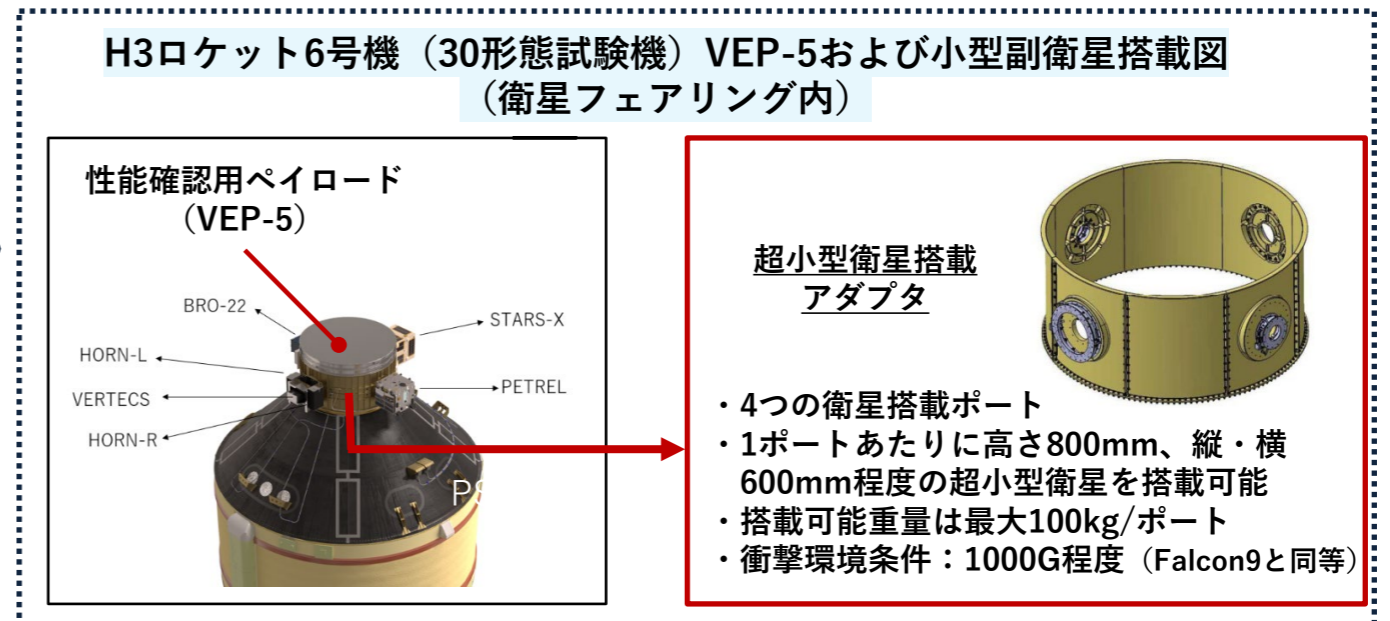 H3ロケット6号機（30形態試験機）VEP-5および小型副衛星搭載図
（衛星フェアリング内）
性能確認用ペイロード
（VEP-5）
BRO-22
STARS-X
HORN-L
VERTECS
PETREL
HORN-R
PS
超小型衛星搭載
アダプタ
・4つの衛星搭載ポート
・1ポートあたりに高さ800mm、縦・横
600mm程度の超小型衛星を搭載可能
・搭載可能重量は最大100kg/ポート
・衝撃環境条件：1000G程度（Falcon9と同等）